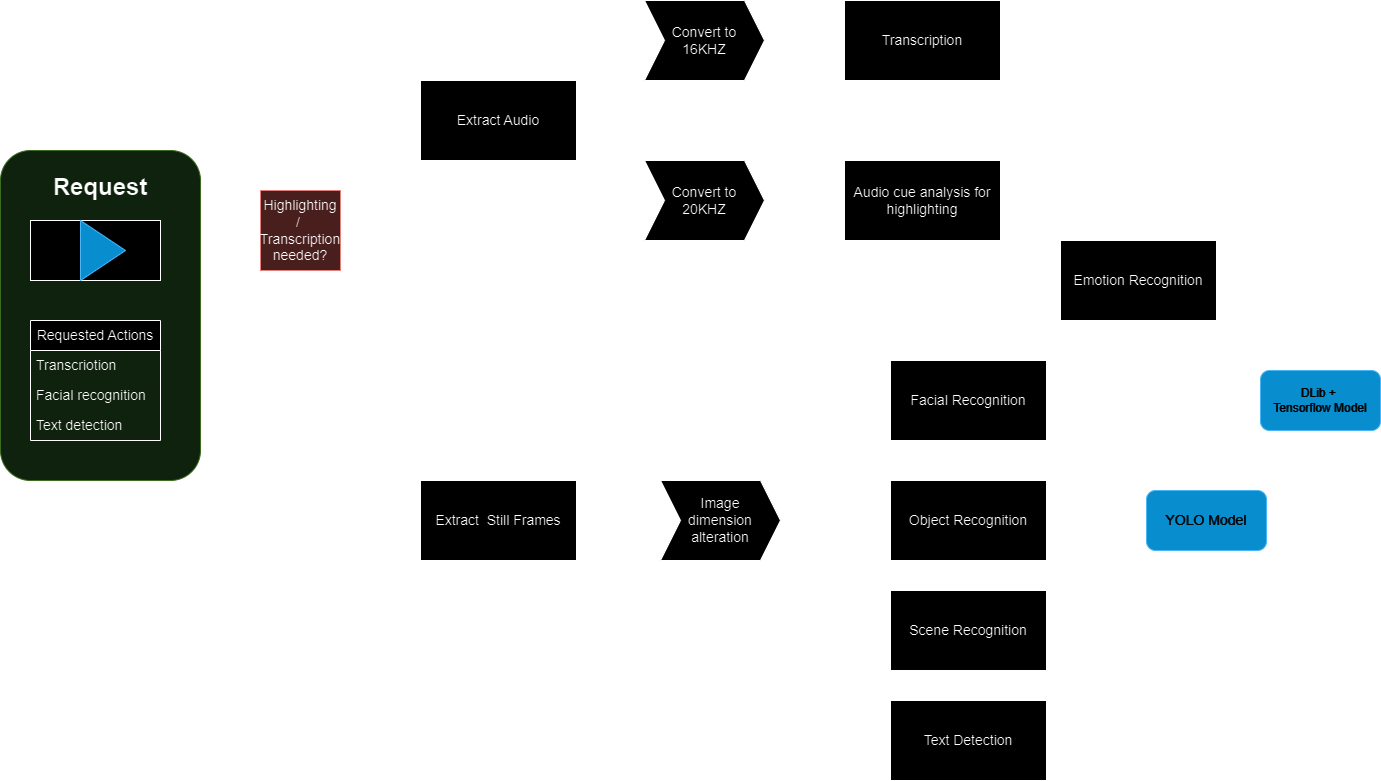 Convert to
16KHZ
Transcription
Extract Audio
Request
Highlighting
/
Transcription
needed?
Convert to
20KHZ
Audio cue analysis for
highlighting
Emotion Recognition
Requested Actions
Transcriotion
Facial recognition
Text detection
Facial Recognition
DLib +
Tensorflow Model
Extract  Still Frames
Image
dimension
alteration
Object Recognition
YOLO Model
Scene Recognition
Text Detection